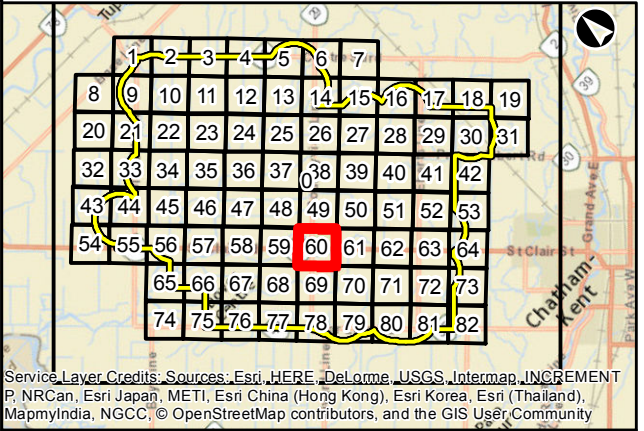 20
Tup
1 2 3 4 5 6 7
39
8 9 10 11 12 13 14 15 16 17 18 19
20 21 22 23 24 25 26 27 28 29 30 31
Rd
32 33 34 35 36 37 38 39 40 41 42
0
43 44 45 46 47 48 49 50 51 52 53
Grand Ave E
54 55 56 57 58 59 60 61 62 63 64
St Clair St
65 66 67 68 69 70 71 72 73
Chatham-
Kent
Park Ave W
74 75 76 77 78 79 80 81 82
Service Layer Credits: Sources: Esri, HERE, DeLorme, USGS, Intermap, INCREMENT
P, NRCan, Esri Japan, METI, Esri China (Hong Kong), Esri Korea, Esri (Thailand),
MapmyIndia, NGCC, © OpenStreetMap contributors, and the GIS User Community